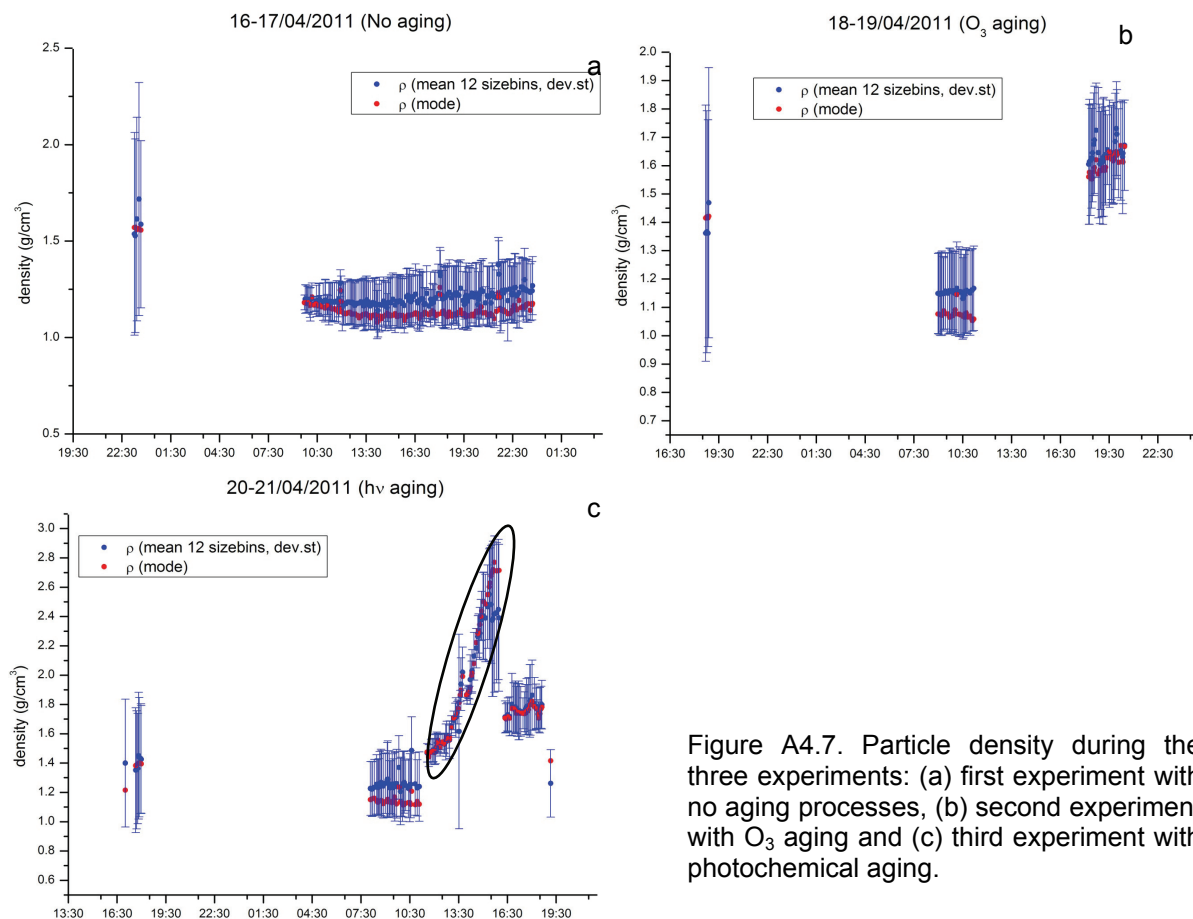 16-17/04/2011 (No aging)
a
ρ (mean 12 sizebins, dev.st)
ρ (mode)
density (g/cm³)
2.5
2.0
1.5
1.0
0.5
19:30 22:30 01:30 04:30 07:30 10:30 13:30 16:30 19:30 22:30 01:30
18-19/04/2011 (O₃ aging)
b
ρ (mean 12 sizebins, dev.st)
ρ (mode)
density (g/cm³)
2.0
1.9
1.8
1.7
1.6
1.5
1.4
1.3
1.2
1.1
1.0
0.9
0.8
0.7
16:30 19:30 22:30 01:30 04:30 07:30 10:30 13:30 16:30 19:30 22:30
20-21/04/2011 (hν aging)
c
ρ (mean 12 sizebins, dev.st)
ρ (mode)
density (g/cm³)
3.0
2.8
2.6
2.4
2.2
2.0
1.8
1.6
1.4
1.2
1.0
0.8
0.6
13:30 16:30 19:30 22:30 01:30 04:30 07:30 10:30 13:30 16:30 19:30
Figure A4.7. Particle density during the
three experiments: (a) first experiment with
no aging processes, (b) second experimen
with O₃ aging and (c) third experiment with
photochemical aging.